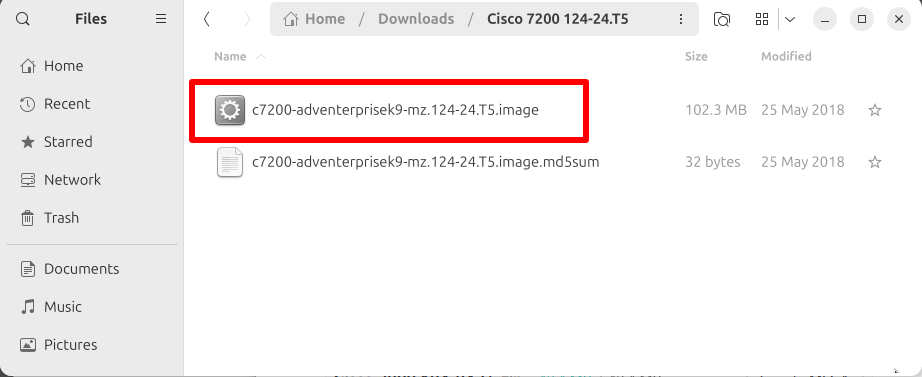 Files
Home / Downloads / Cisco 7200 124-24.T5
Name Size Modified
Home
Recent
Starred
Network
Trash
Documents
Music
Pictures
c7200-adventerprisek9-mz.124-24.T5.image 102.3 MB 25 May 2018
c7200-adventerprisek9-mz.124-24.T5.image.md5sum 32 bytes 25 May 2018